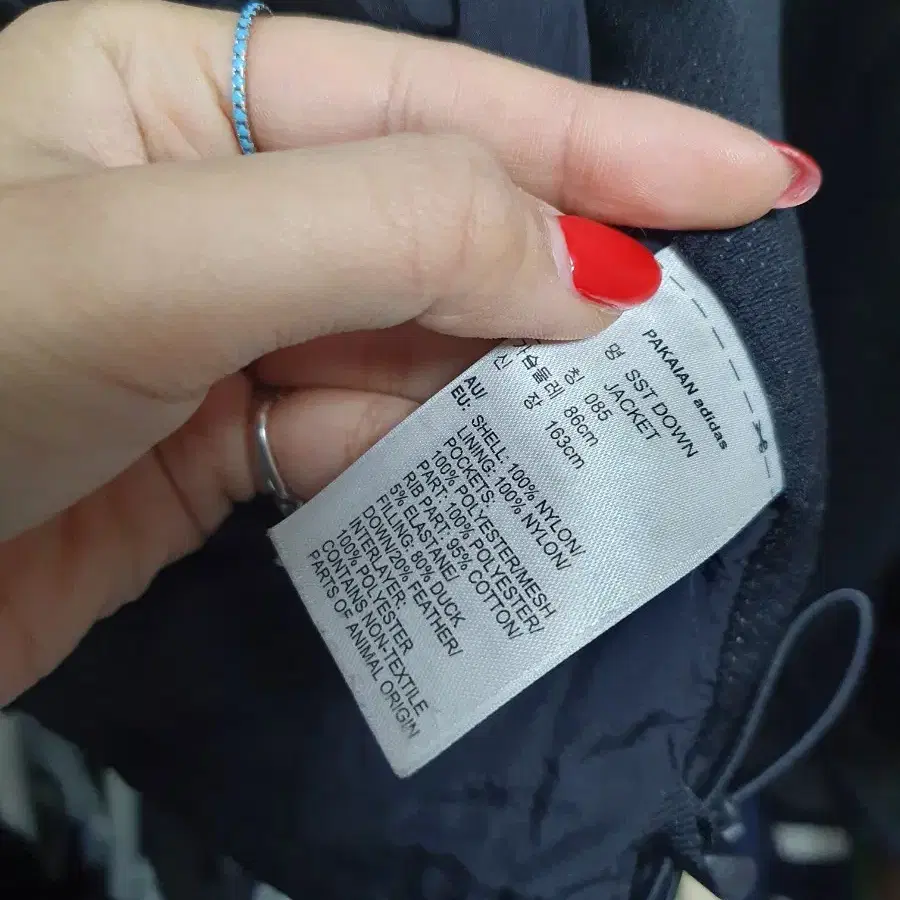 PAKAIAN adidas
명 SST DOWN
JACKET
칭 085
가슴둘레 86cm
신 장 163cm
AU/
EU: SHELL: 100% NYLON/
LINING: 100% NYLON/
POCKETS:
100% POLYESTER/MESH
PART: 100% POLYESTER/
RIB PART: 95% COTTON/
5% ELASTANE/
FILLING: 80% DUCK
DOWN/20% FEATHER/
INTERLAYER:
100% POLYESTER
CONTAINS NON-TEXTILE
PARTS OF ANIMAL ORIGIN